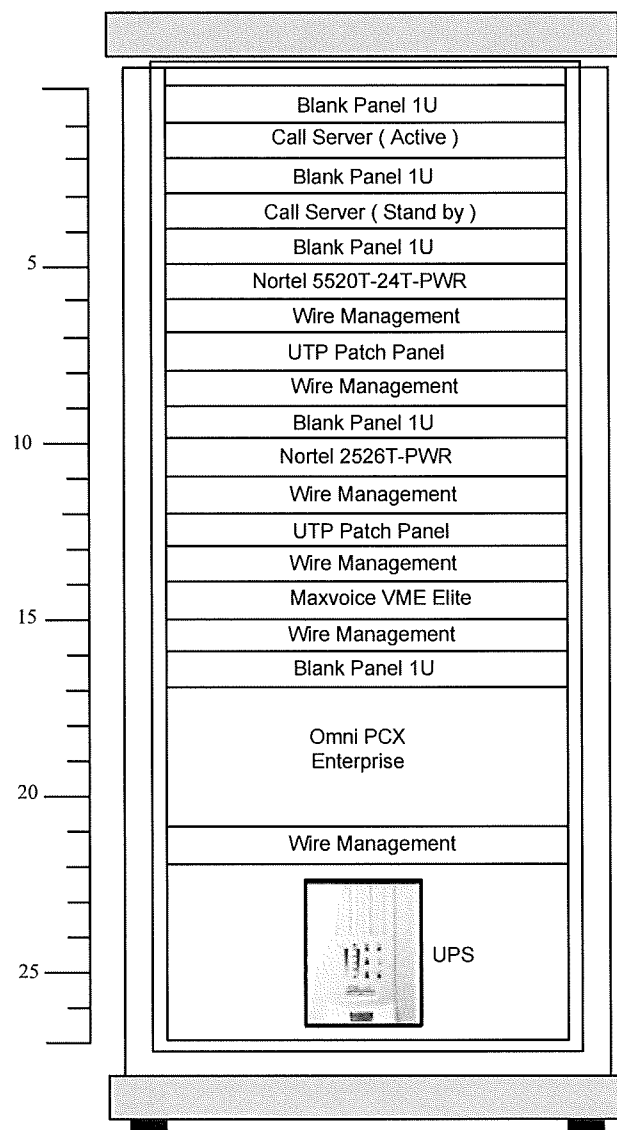 Blank Panel 1U
Call Server ( Active )
Blank Panel 1U
Call Server ( Stand by )
Blank Panel 1U
5
Nortel 5520T-24T-PWR
Wire Management
UTP Patch Panel
Wire Management
Blank Panel 1U
10
Nortel 2526T-PWR
Wire Management
UTP Patch Panel
Wire Management
Maxvoice VME Elite
15
Wire Management
Blank Panel 1U
Omni PCX
Enterprise
20
Wire Management
UPS
25